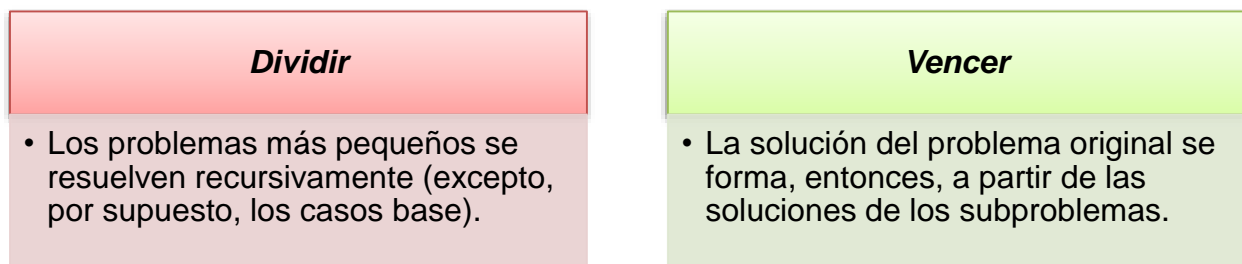 Dividir
• Los problemas más pequeños se
resuelven recursivamente (excepto,
por supuesto, los casos base).
Vencer
• La solución del problema original se
forma, entonces, a partir de las
soluciones de los subproblemas.